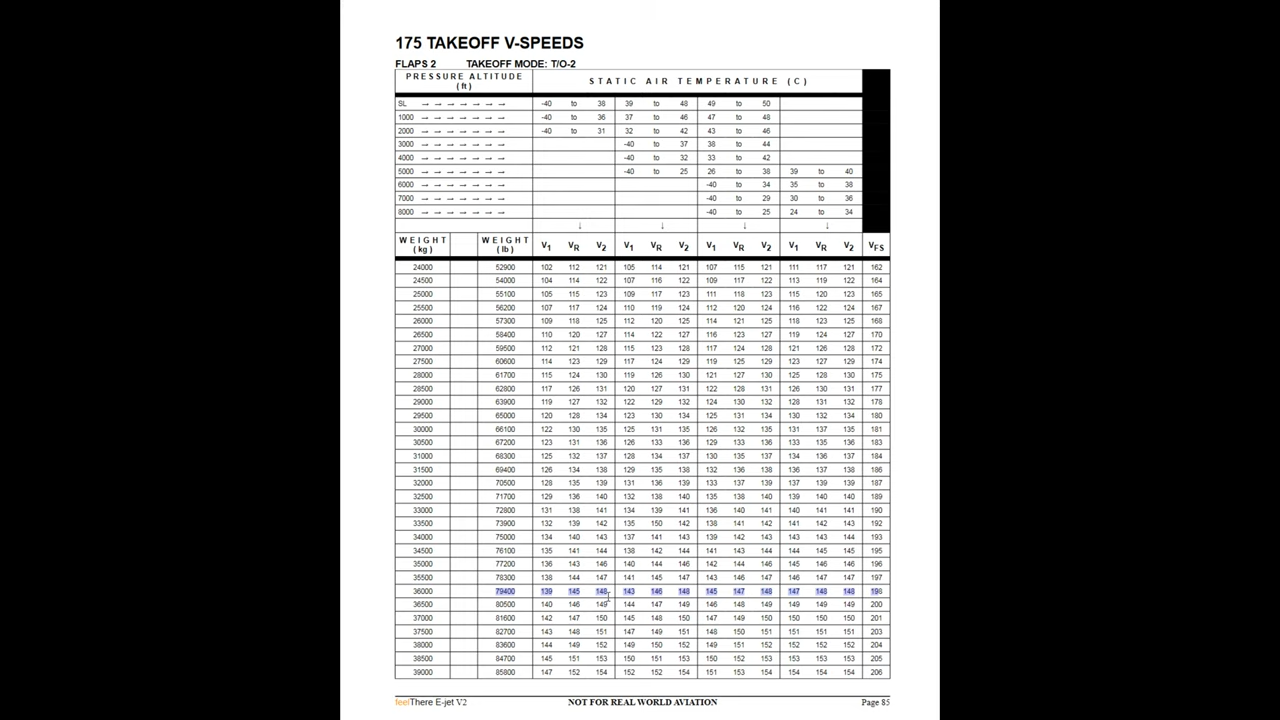 175 TAKEOFF V-SPEEDS
FLAPS 2 TAKEOFF MODE: T/O-2
PRESSURE ALTITUDE STATIC AIR TEMPERATURE (C)
(ft)
SL → → → → → → → -40 to 38 39 to 48 49 to 50
1000 → → → → → → → -40 to 36 37 to 46 47 to 48
2000 → → → → → → → -40 to 31 32 to 42 43 to 46
3000 → → → → → → → -40 to 37 38 to 44
4000 → → → → → → → -40 to 32 33 to 42
5000 → → → → → → → -40 to 25 26 to 38 39 to 40
6000 → → → → → → → -40 to 34 35 to 38
7000 → → → → → → → -40 to 29 30 to 36
8000 → → → → → → → -40 to 25 24 to 34
↓ ↓ ↓ ↓
WEIGHT WEIGHT V1 VR V2 V1 VR V2 V1 VR V2 V1 VR V2 VFS
(kg) (lb)
24000 52900 102 112 121 105 114 121 107 115 121 111 117 121 162
24500 54000 104 114 122 107 116 122 109 117 122 113 119 122 164
25000 55100 105 115 123 109 117 123 111 118 123 115 120 123 165
25500 56200 107 117 124 110 119 124 112 120 124 116 122 124 167
26000 57300 109 118 125 112 120 125 114 121 125 118 123 125 168
26500 58400 110 120 127 114 122 127 116 123 127 119 124 127 170
27000 59500 112 121 128 115 123 128 117 124 128 121 126 128 172
27500 60600 114 123 129 117 124 129 119 125 129 123 127 129 174
28000 61700 115 124 130 119 126 130 121 127 130 125 128 130 175
28500 62800 117 126 131 120 127 131 122 128 131 126 130 131 177
29000 63900 119 127 132 122 129 132 124 130 132 128 131 132 178
29500 65000 120 128 134 123 130 134 125 131 134 130 132 134 180
30000 66100 122 130 135 125 131 135 126 132 135 131 137 135 181
30500 67200 123 131 136 126 133 136 129 133 136 133 135 136 183
31000 68300 125 132 137 128 134 137 130 134 137 134 136 137 184
31500 69400 126 134 138 129 135 138 132 136 138 136 137 138 186
32000 70500 128 135 139 131 136 139 133 137 139 137 139 139 187
32500 71700 129 136 140 132 138 140 135 138 140 139 140 140 189
33000 72800 131 138 141 134 139 141 136 140 141 140 141 141 190
33500 73900 132 139 142 135 150 142 138 141 142 141 142 143 192
34000 75000 134 140 143 137 141 143 139 142 143 143 143 144 193
34500 76100 135 141 144 138 142 144 141 143 144 144 145 145 195
35000 77200 136 143 146 140 144 146 142 144 146 145 146 146 196
35500 78300 138 144 147 141 145 147 143 146 147 146 147 147 197
36000 79400 139 145 148 143 146 148 145 147 148 147 148 148 198
36500 80500 140 146 149 144 147 149 146 148 149 149 149 149 200
37000 81600 142 147 150 145 148 150 147 149 150 150 150 150 201
37500 82700 143 148 151 147 149 151 148 150 151 151 151 151 203
38000 83600 144 149 152 149 150 152 150 151 152 152 152 152 204
38500 84700 145 151 153 150 151 153 150 152 153 153 153 153 205
39000 85800 147 152 154 152 152 154 151 153 154 154 154 154 206
feelThere E-jet V2 NOT FOR REAL WORLD AVIATION Page 85